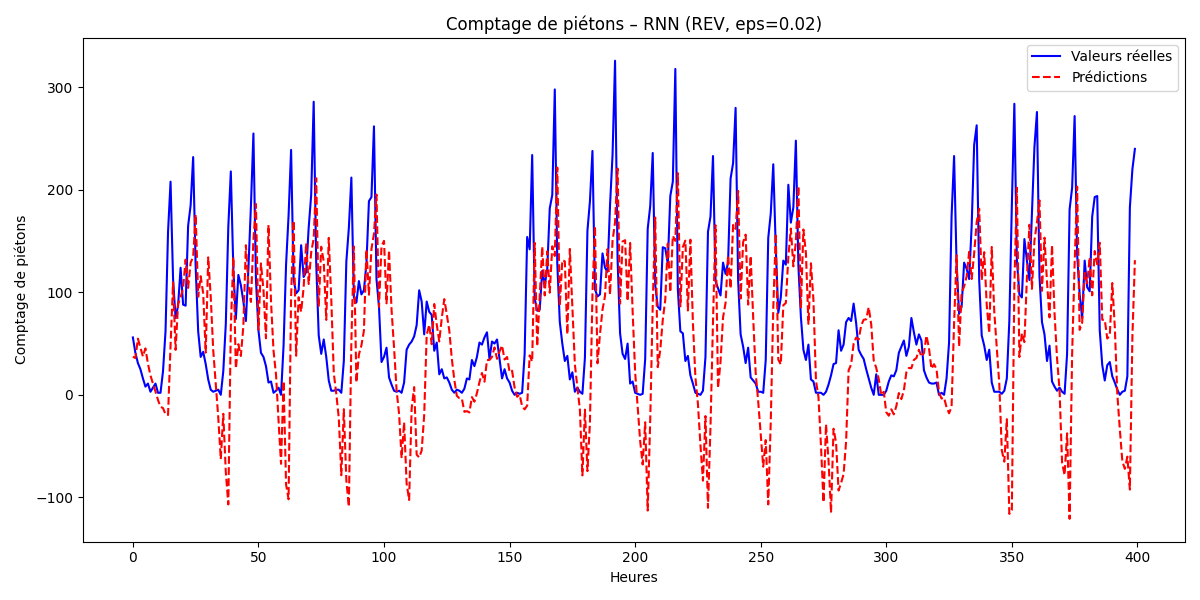 Comptage de piétons – RNN (REV, eps=0.02)
Valeurs réelles
Prédictions
Comptage de piétons
300
200
100
0
−100
0 50 100 150 200 250 300 350 400
Heures